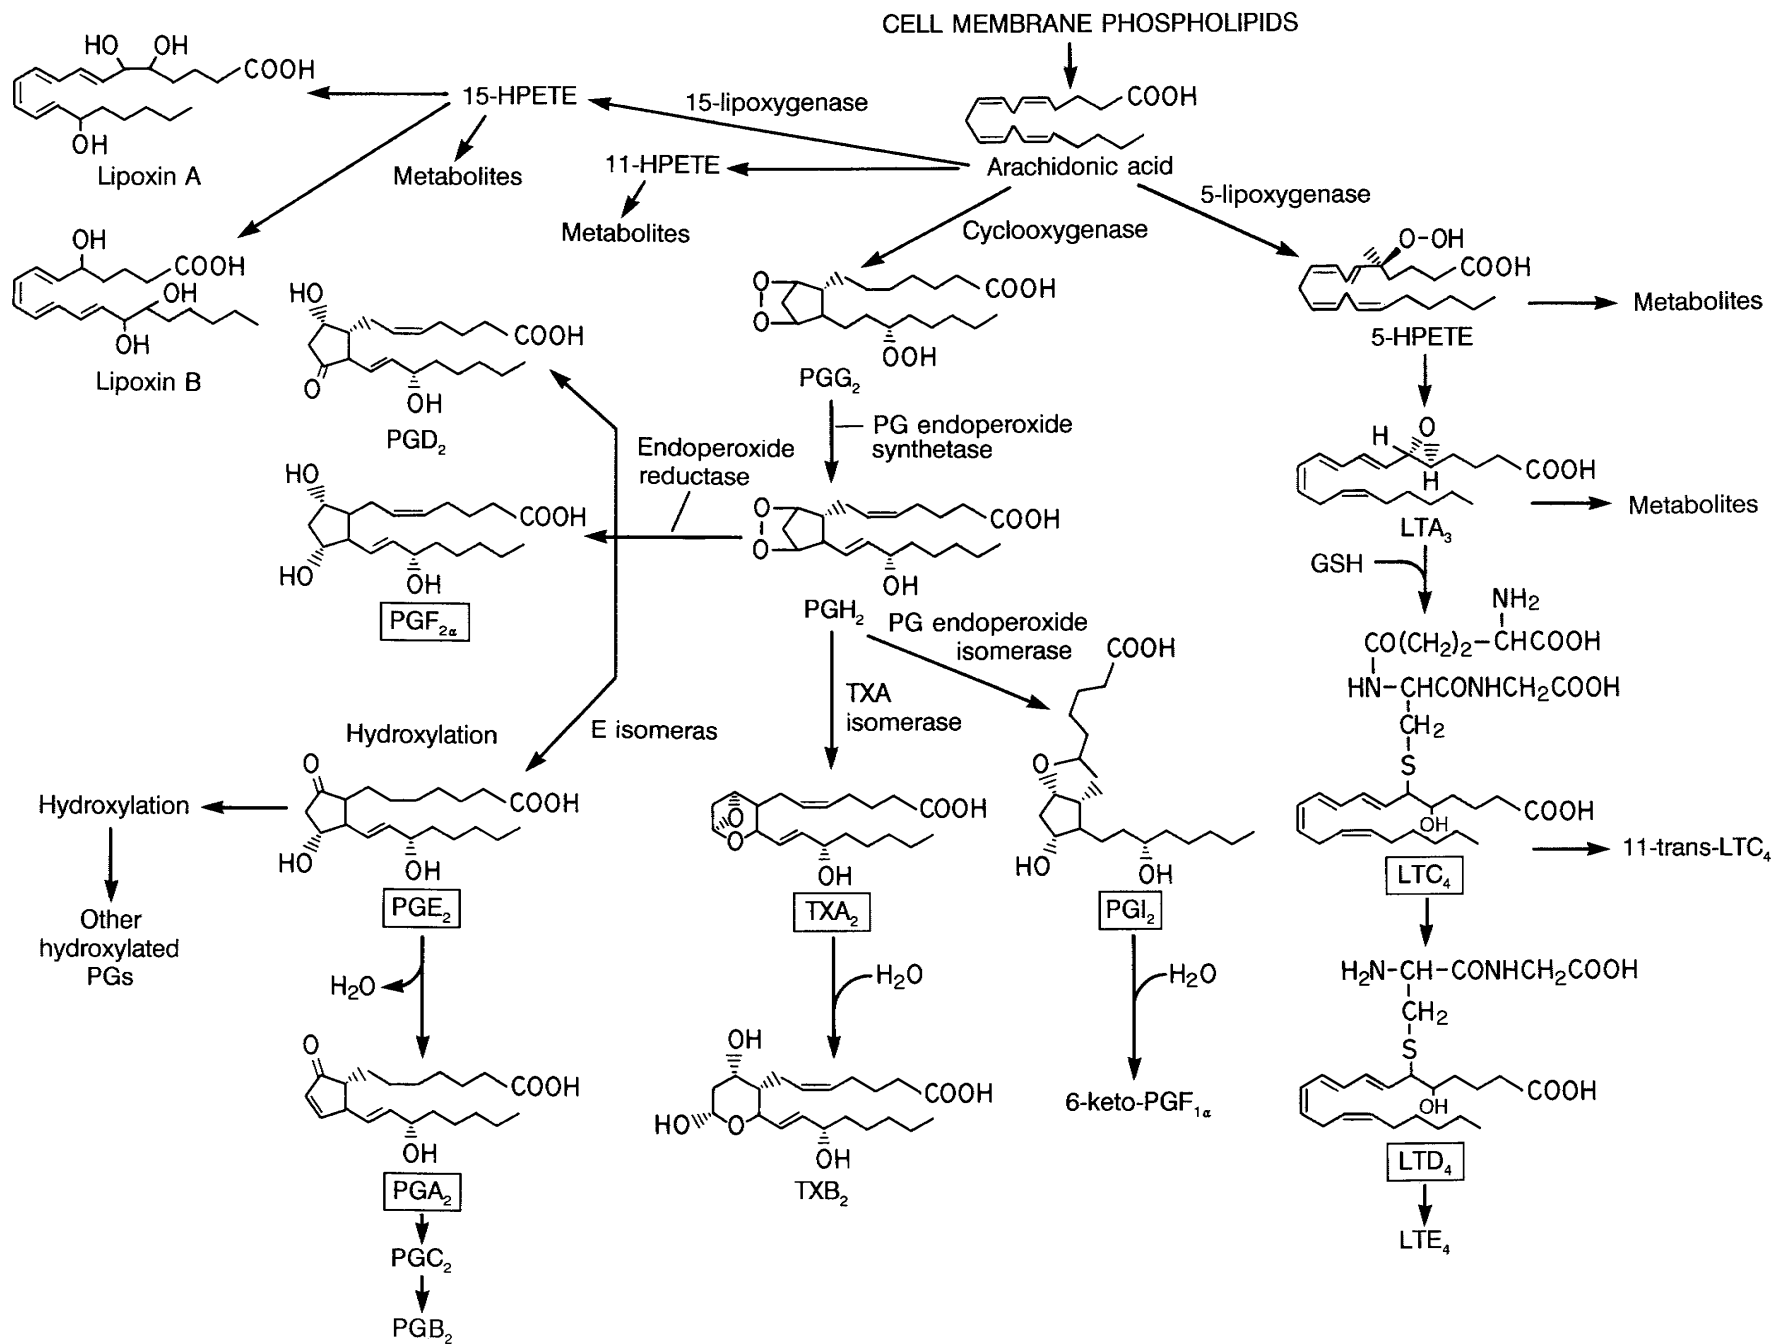 CELL MEMBRANE PHOSPHOLIPIDS
HO OH
COOH
OH
Lipoxin A
15-HPETE
15-lipoxygenase
COOH
Arachidonic acid
Metabolites
11-HPETE
Metabolites
Cyclooxygenase
5-lipoxygenase
OH
COOH
OH
OH
Lipoxin B
HO
COOH
O
OH
PGD2
O
O
COOH
OOH
PGG2
O-OH
COOH
5-HPETE
Metabolites
PG endoperoxide
synthetase
Endoperoxide
reductase
HO
COOH
HO
OH
PGF2α
O
O
COOH
OH
PGH2
O
H
H
COOH
LTA3
Metabolites
GSH
PG endoperoxide
isomerase
TXA
isomerase
E isomeras
Hydroxylation
NH2
CO(CH2)2-CHCOOH
HN-CHCONHCH2COOH
CH2
S
COOH
OH
LTC4
11-trans-LTC4
Hydroxylation
Other
hydroxylated
PGs
O
COOH
HO
OH
PGE2
H2O
O
O
COOH
OH
TXA2
H2O
COOH
O
HO
OH
PGI2
H2O
6-keto-PGF1α
H2N-CH-CONHCH2COOH
CH2
S
COOH
OH
LTD4
LTE4
O
COOH
OH
PGA2
PGC2
PGB2
OH
HO
O
COOH
OH
TXB2